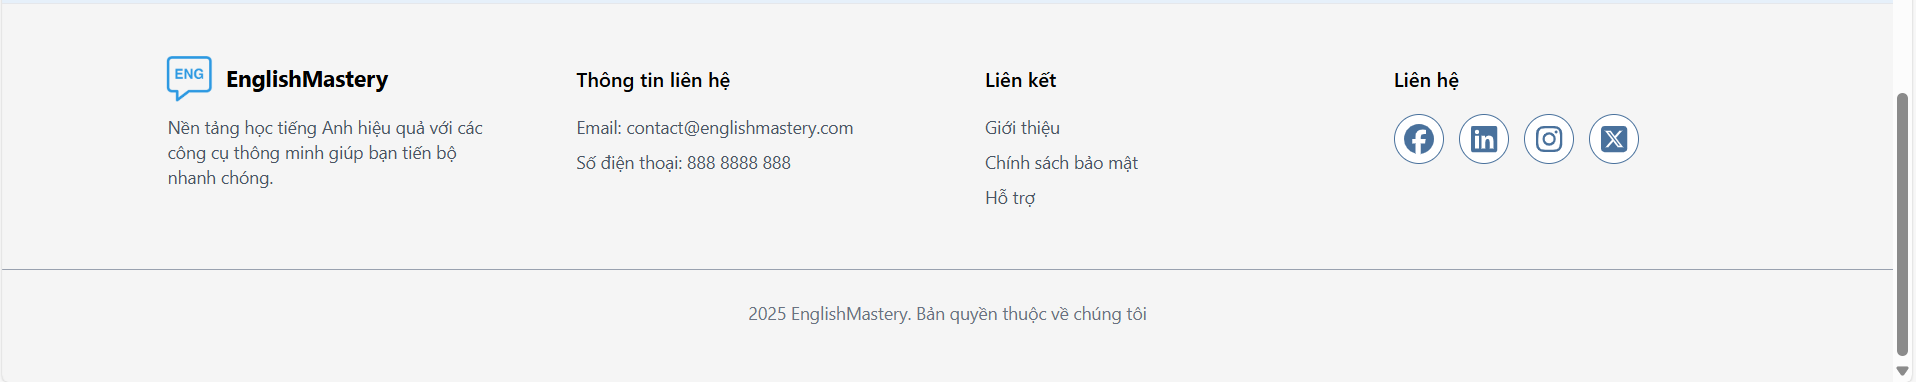 ENG
EnglishMastery
Nền tảng học tiếng Anh hiệu quả với các
công cụ thông minh giúp bạn tiến bộ
nhanh chóng.
Thông tin liên hệ
Email: contact@englishmastery.com
Số điện thoại: 888 8888 888
Liên kết
Giới thiệu
Chính sách bảo mật
Hỗ trợ
Liên hệ
2025 EnglishMastery. Bản quyền thuộc về chúng tôi